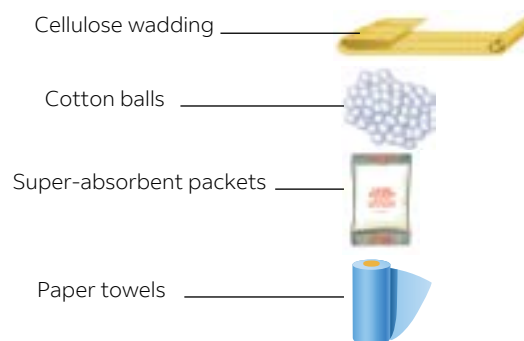 Cellulose wadding
Cotton balls
Super-absorbent packets
Paper towels